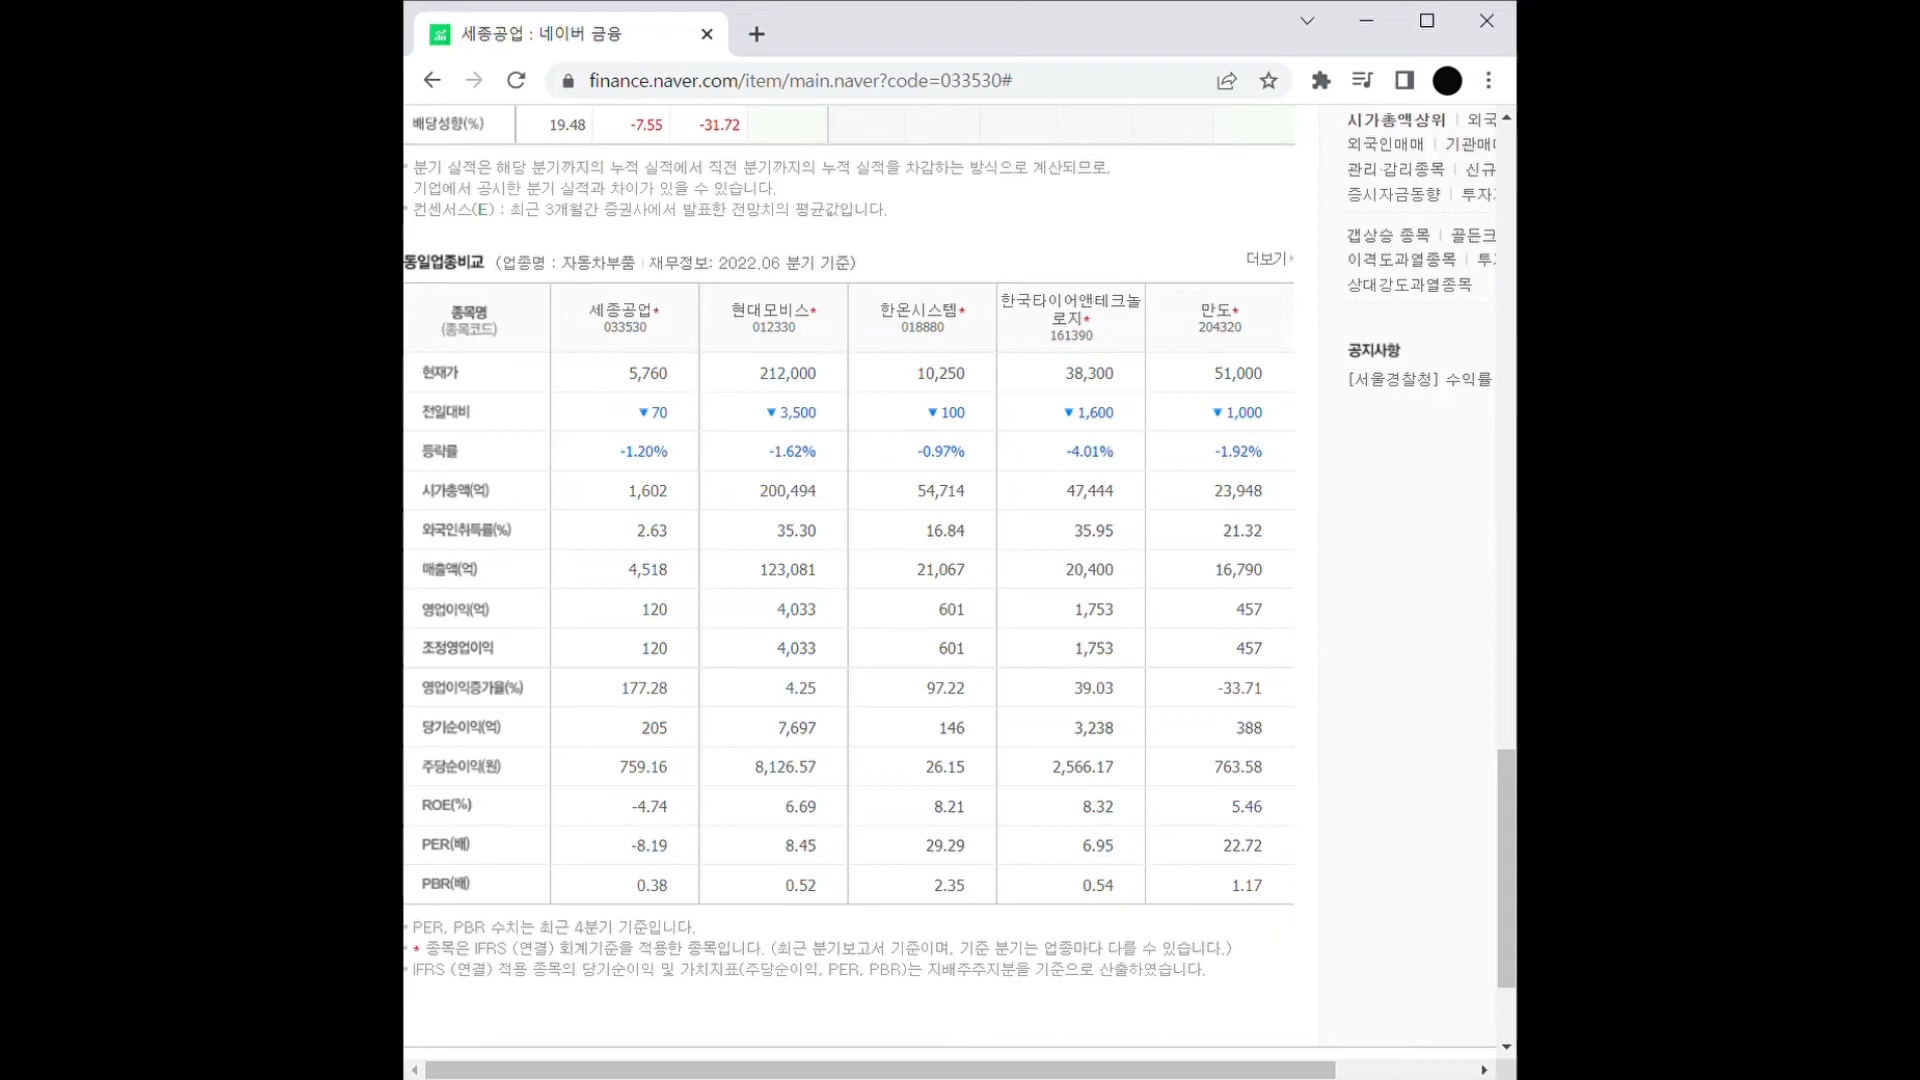 세종공업 : 네이버 금융
finance.naver.com/item/main.naver?code=033530#
배당성향(%) 19.48 -7.55 -31.72
분기 실적은 해당 분기까지의 누적 실적에서 직전 분기까지의 누적 실적을 차감하는 방식으로 계산되므로,
기업에서 공시한 분기 실적과 차이가 있을 수 있습니다.
컨센서스(E) : 최근 3개월간 증권사에서 발표한 전망치의 평균값입니다.
동일업종비교 (업종명 : 자동차부품 | 재무정보: 2022.06 분기 기준) 더보기
종목명 (종목코드) 세종공업* 033530 현대모비스* 012330 한온시스템* 018880 한국타이어앤테크놀로지* 161390 만도* 204320
현재가 5,760 212,000 10,250 38,300 51,000
전일대비 ▼70 ▼3,500 ▼100 ▼1,600 ▼1,000
등락률 -1.20% -1.62% -0.97% -4.01% -1.92%
시가총액(억) 1,602 200,494 54,714 47,444 23,948
외국인취득률(%) 2.63 35.30 16.84 35.95 21.32
매출액(억) 4,518 123,081 21,067 20,400 16,790
영업이익(억) 120 4,033 601 1,753 457
조정영업이익 120 4,033 601 1,753 457
영업이익증가율(%) 177.28 4.25 97.22 39.03 -33.71
당기순이익(억) 205 7,697 146 3,238 388
주당순이익(원) 759.16 8,126.57 26.15 2,566.17 763.58
ROE(%) -4.74 6.69 8.21 8.32 5.46
PER(배) -8.19 8.45 29.29 6.95 22.72
PBR(배) 0.38 0.52 2.35 0.54 1.17
PER, PBR 수치는 최근 4분기 기준입니다.
* 종목은 IFRS (연결) 회계기준을 적용한 종목입니다. (최근 분기보고서 기준이며, 기준 분기는 업종마다 다를 수 있습니다.)
IFRS (연결) 적용 종목의 당기순이익 및 가치지표(주당순이익, PER, PBR)는 지배주주지분을 기준으로 산출하였습니다.
시가총액상위 | 외국
외국인매매 | 기관매
관리·감리종목 | 신규
증시자금동향 | 투자
갭상승 종목 | 골든크
이격도과열종목 | 투
상대강도과열종목
공지사항
[서울경찰청] 수익률